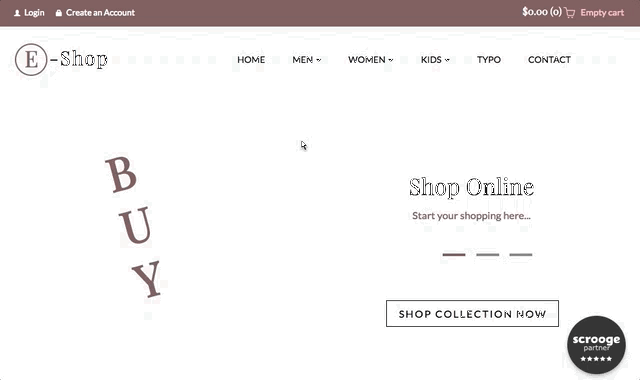 Login Create an Account $0.00 (0) Empty cart
E-Shop HOME MEN WOMEN KIDS TYPO CONTACT
B
U
Y
Shop Online
Start your shopping here...
SHOP COLLECTION NOW
scrooge
partner